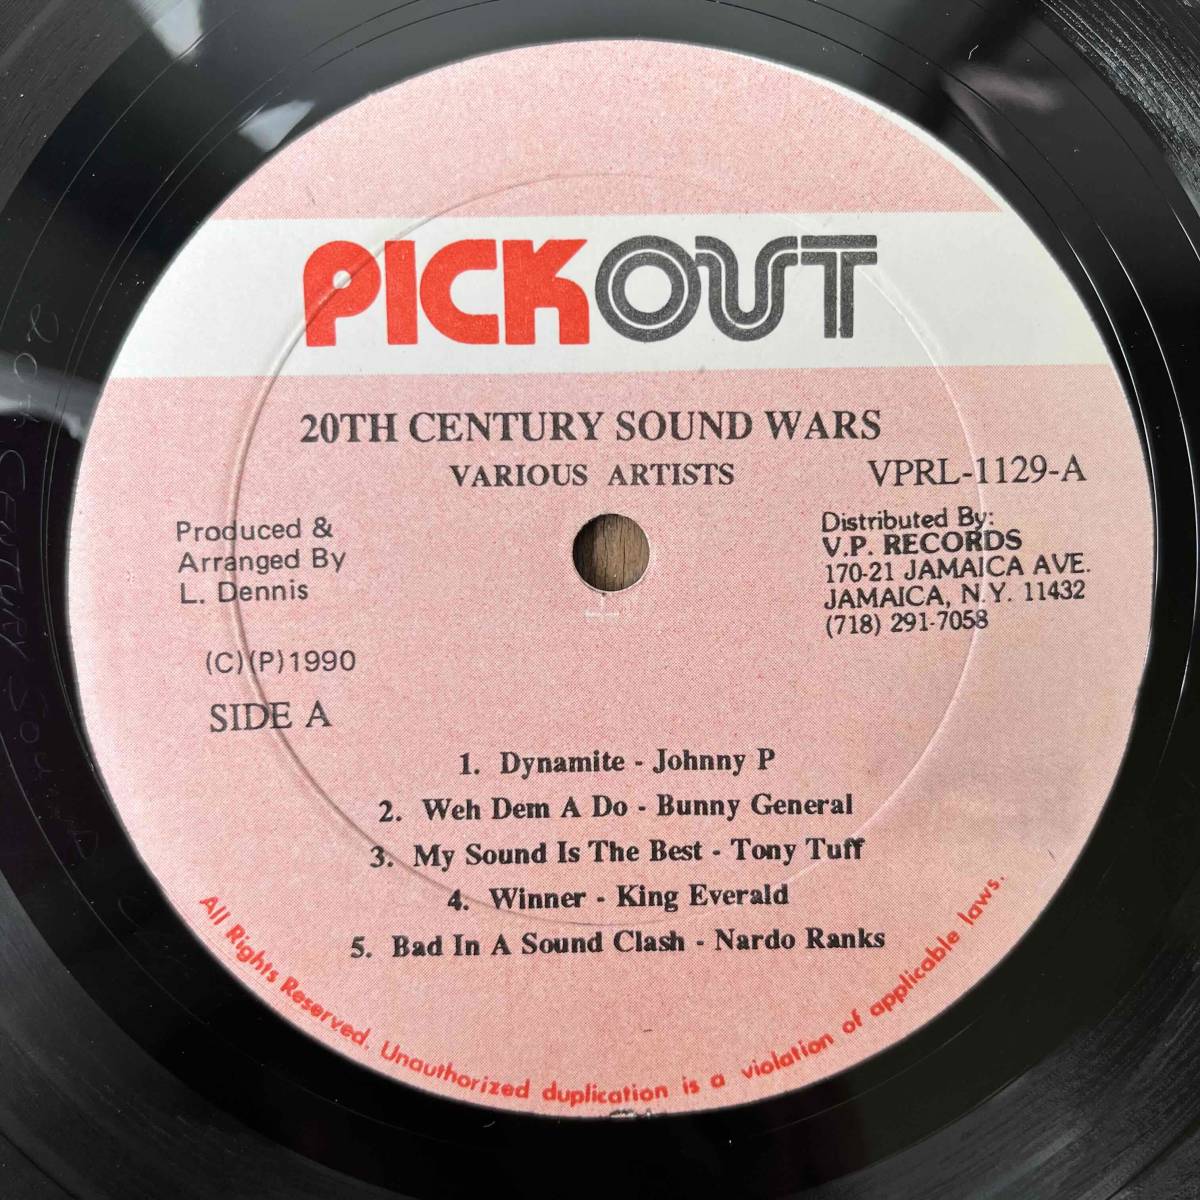 PICKOUT
20TH CENTURY SOUND WARS
VARIOUS ARTISTS
VPRL-1129-A
Produced &
Arranged By
L. Dennis
Distributed By:
V.P. RECORDS
170-21 JAMAICA AVE.
JAMAICA, N.Y. 11432
(718) 291-7058
(C)(P)1990
SIDE A
1. Dynamite - Johnny P
2. Weh Dem A Do - Bunny General
3. My Sound Is The Best - Tony Tuff
4. Winner - King Everald
5. Bad In A Sound Clash - Nardo Ranks
All Rights Reserved. Unauthorized duplication is a violation of applicable laws.